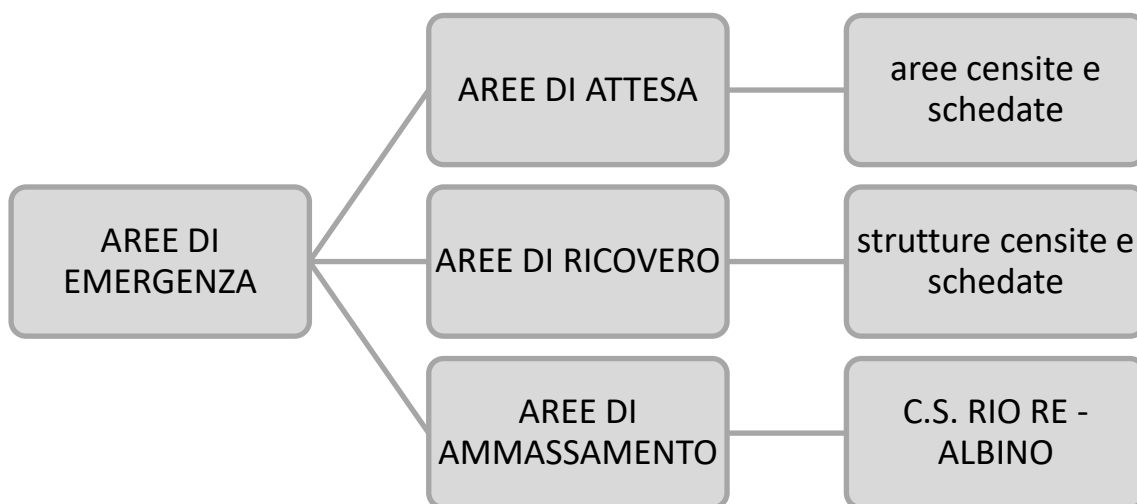 AREE DI
EMERGENZA
AREE DI ATTESA
aree censite e
schedate
AREE DI RICOVERO
strutture censite e
schedate
AREE DI
AMMASSAMENTO
C.S. RIO RE -
ALBINO